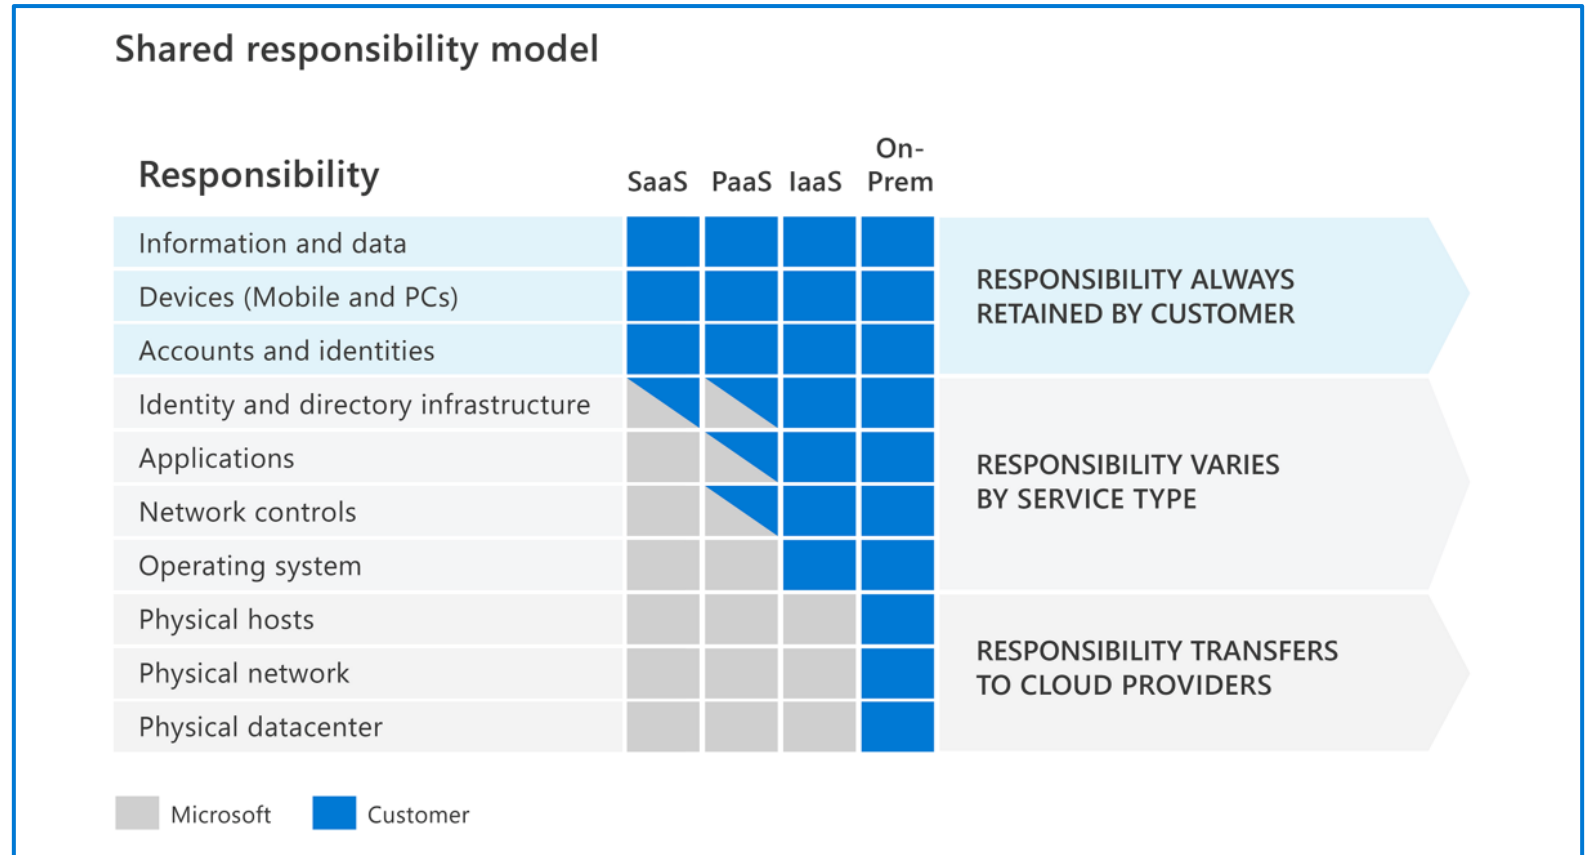 Shared responsibility model
Responsibility
SaaS PaaS IaaS On-
Prem
Information and data
Devices (Mobile and PCs)
Accounts and identities
RESPONSIBILITY ALWAYS
RETAINED BY CUSTOMER
Identity and directory infrastructure
Applications
Network controls
Operating system
RESPONSIBILITY VARIES
BY SERVICE TYPE
Physical hosts
Physical network
Physical datacenter
RESPONSIBILITY TRANSFERS
TO CLOUD PROVIDERS
Microsoft
Customer